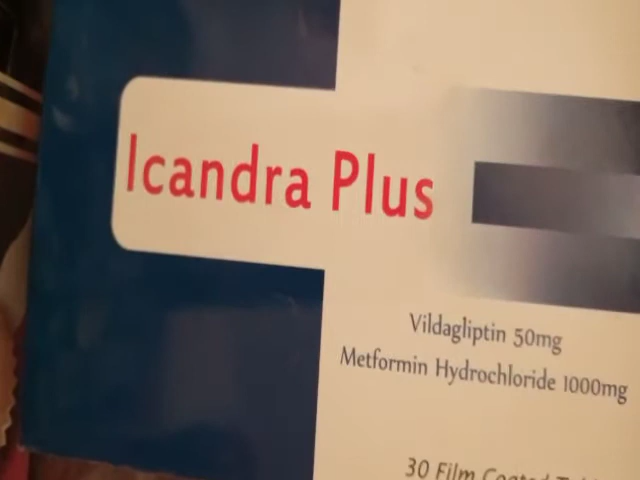 Icandra Plus
Vildagliptin 50mg
Metformin Hydrochloride 1000mg
30 Film Coated